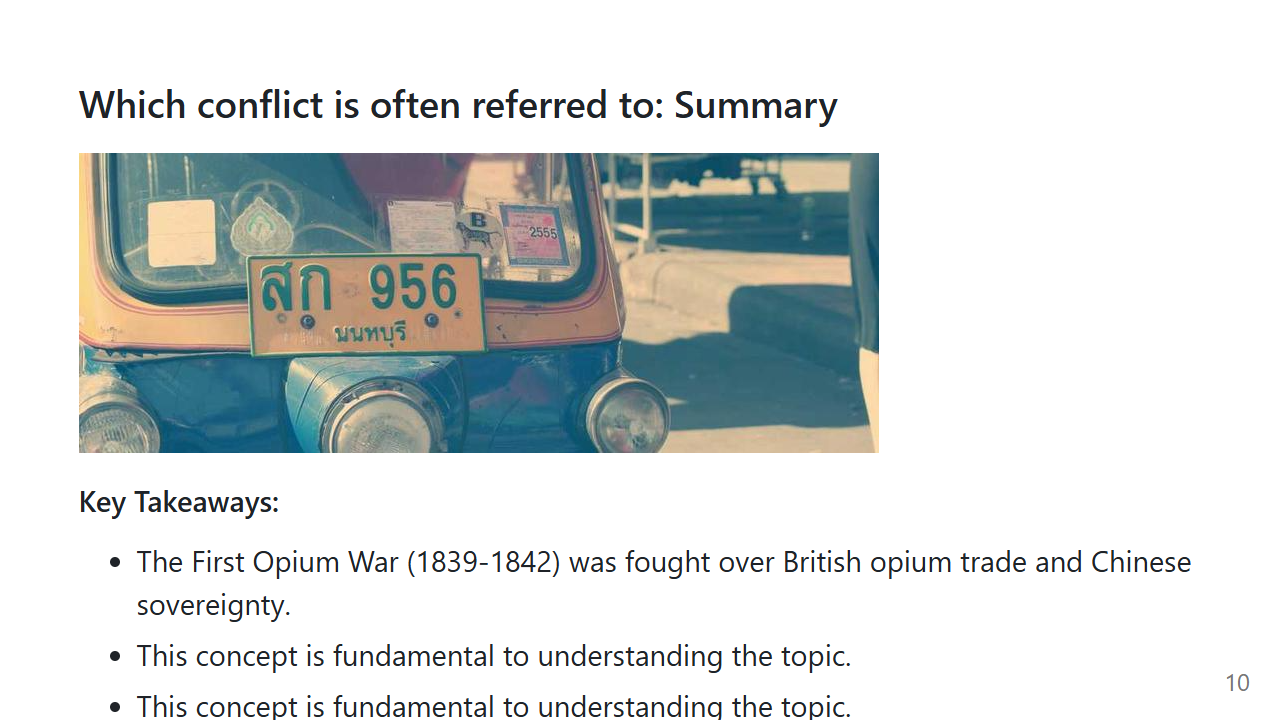 Which conflict is often referred to: Summary
B
2555
สก 956
นนทบุรี
Key Takeaways:
• The First Opium War (1839-1842) was fought over British opium trade and Chinese
sovereignty.
• This concept is fundamental to understanding the topic.
• This concept is fundamental to understanding the topic.
10